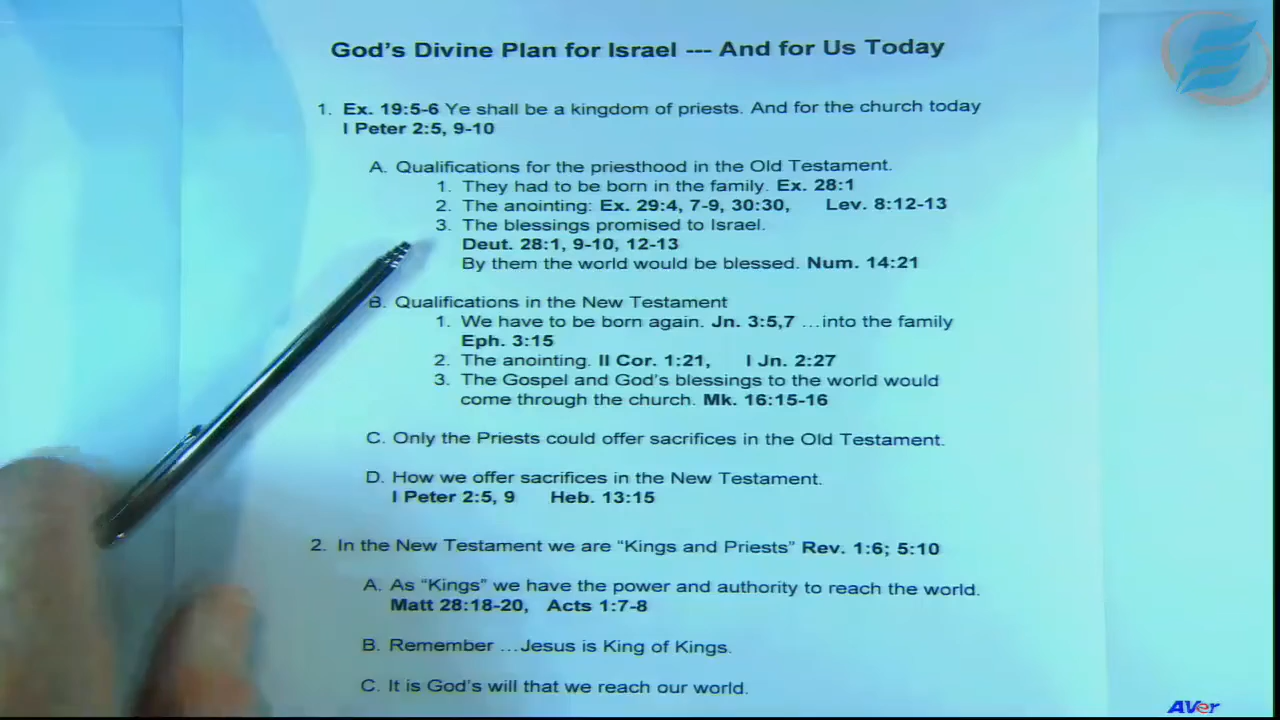 God's Divine Plan for Israel --- And for Us Today
1. Ex. 19:5-6 Ye shall be a kingdom of priests. And for the church today
I Peter 2:5, 9-10
A. Qualifications for the priesthood in the Old Testament.
1. They had to be born in the family. Ex. 28:1
2. The anointing: Ex. 29:4, 7-9, 30:30, Lev. 8:12-13
3. The blessings promised to Israel.
Deut. 28:1, 9-10, 12-13
By them the world would be blessed. Num. 14:21
B. Qualifications in the New Testament
1. We have to be born again. Jn. 3:5,7 ...into the family
Eph. 3:15
2. The anointing. II Cor. 1:21, I Jn. 2:27
3. The Gospel and God's blessings to the world would
come through the church. Mk. 16:15-16
C. Only the Priests could offer sacrifices in the Old Testament.
D. How we offer sacrifices in the New Testament.
I Peter 2:5, 9 Heb. 13:15
2. In the New Testament we are "Kings and Priests" Rev. 1:6; 5:10
A. As "Kings" we have the power and authority to reach the world.
Matt 28:18-20, Acts 1:7-8
B. Remember ...Jesus is King of Kings.
C. It is God's will that we reach our world.
AVer